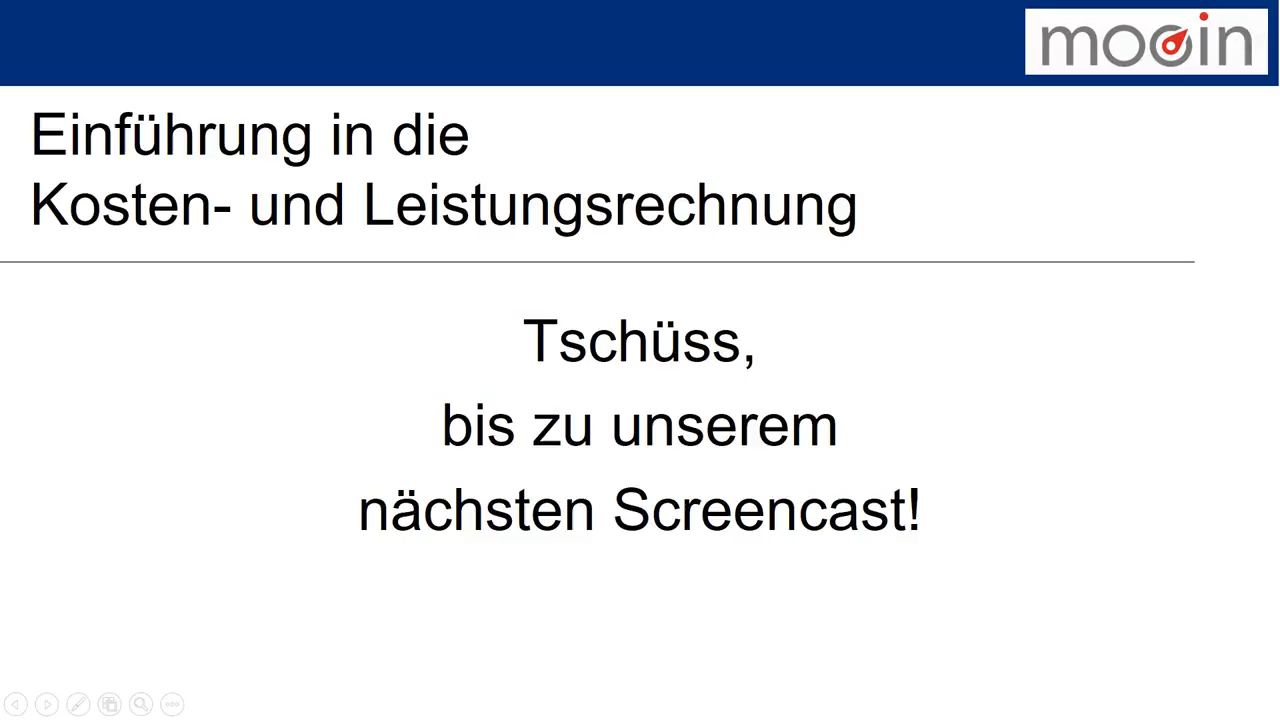 mooin
Einführung in die
Kosten- und Leistungsrechnung
Tschüss,
bis zu unserem
nächsten Screencast!